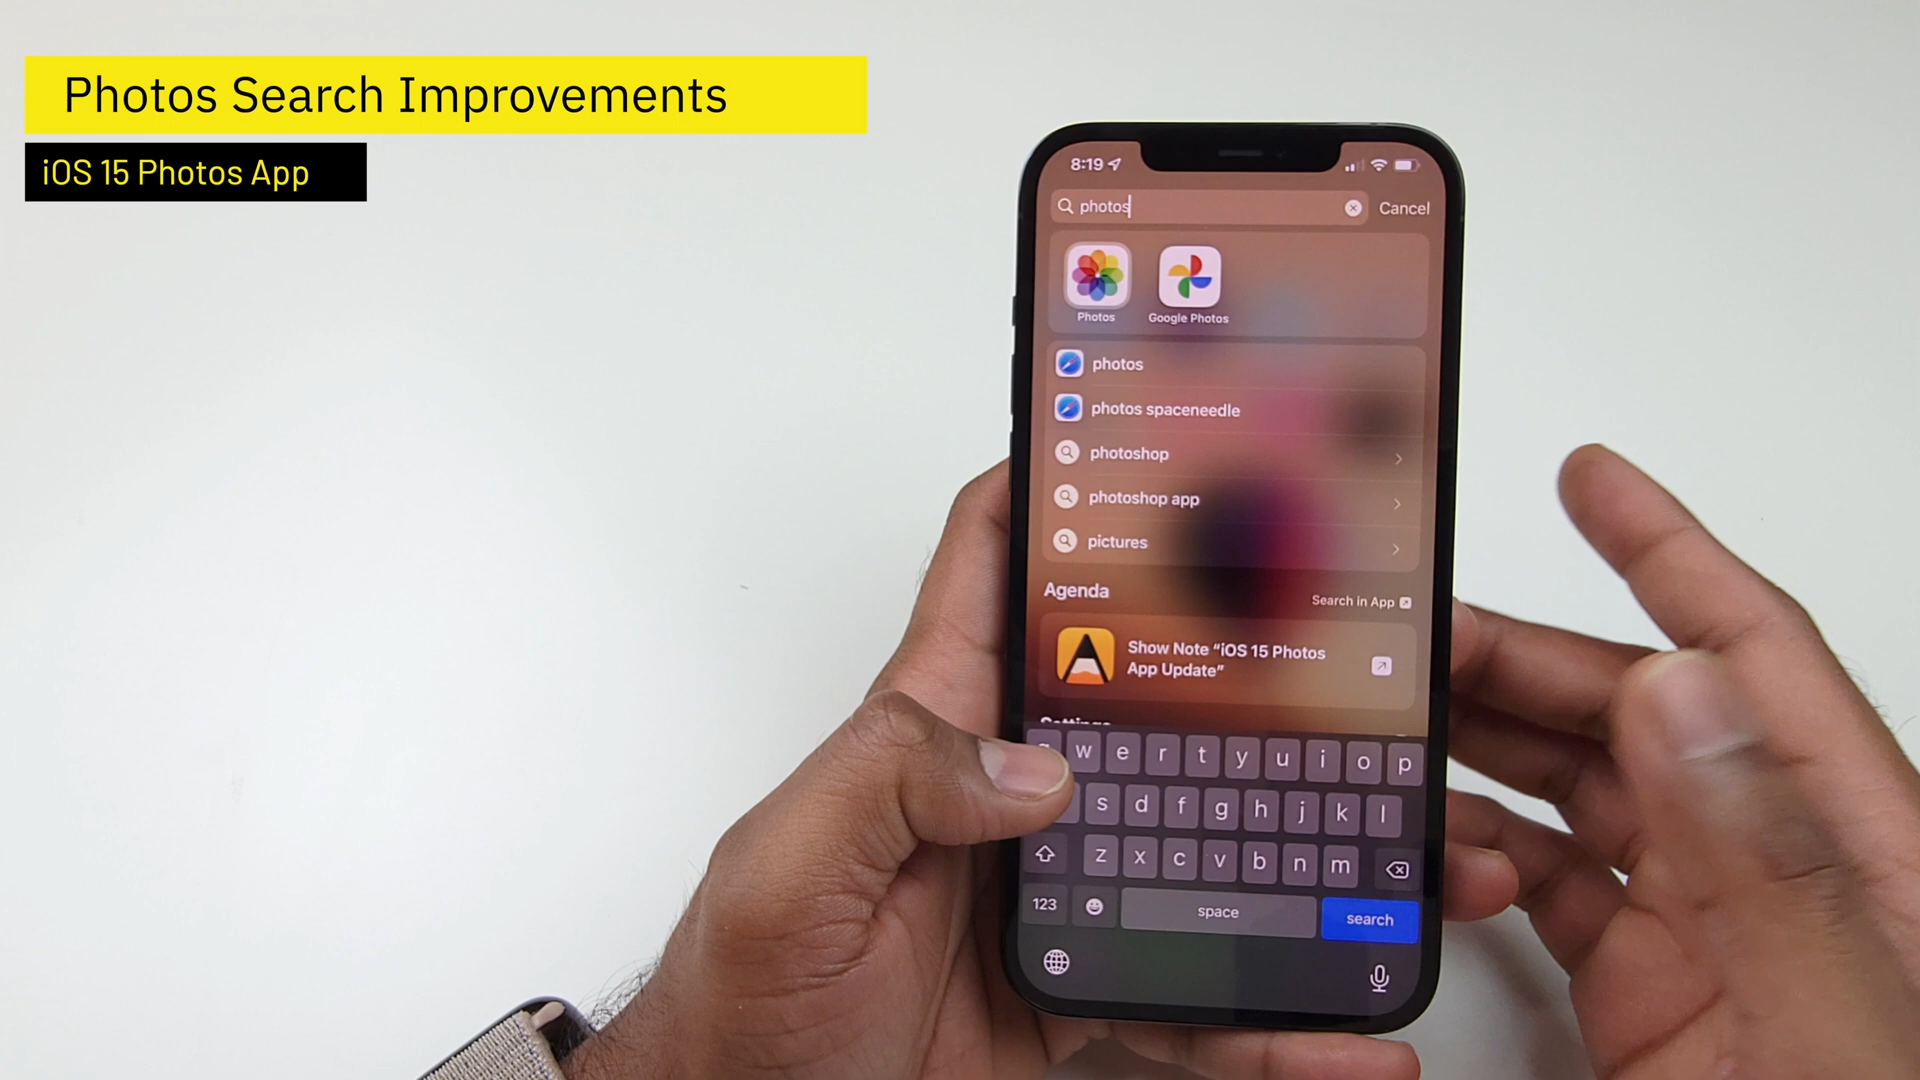 Photos Search Improvements
iOS 15 Photos App
8:19
photos
Cancel
Photos
Google Photos
photos
photos spaceneedle
photoshop
photoshop app
pictures
Agenda
Search in App
Show Note “iOS 15 Photos
App Update”
Settings
w e r t y u i o p
s d f g h j k l
z x c v b n m
123
space
search